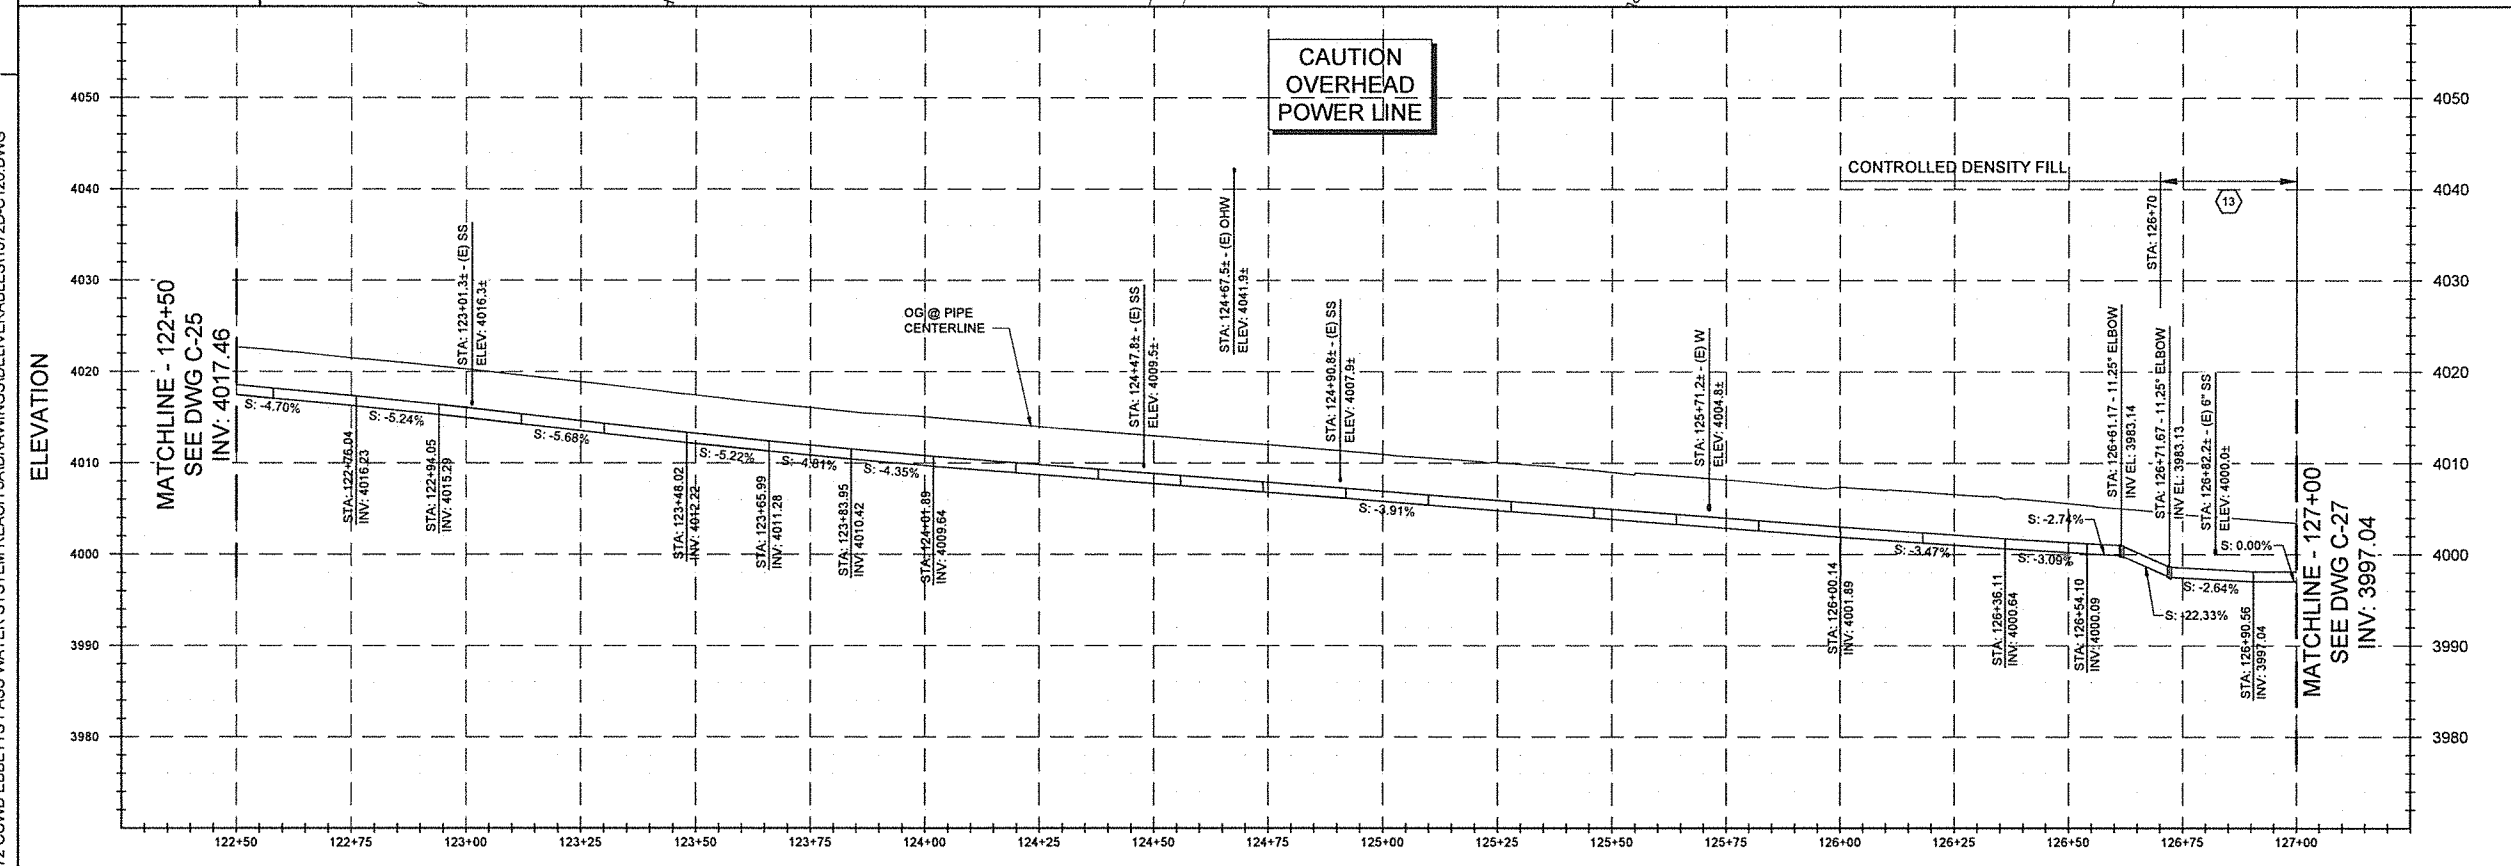 CAUTION
OVERHEAD
POWER LINE
4050
4050
4040
4040
4030
4030
4020
4020
4010
4010
4000
4000
3990
3990
3980
3980
ELEVATION
MATCHLINE - 122+50
SEE DWG C-25
INV: 4017.46
S: -4.70%
STA: 122+76.04
INV: 4016.23
S: -5.24%
STA: 122+94.05
INV: 4015.29
STA: 123+01.3± - (E) SS
ELEV: 4016.3±
S: -5.68%
STA: 123+48.02
INV: 4012.22
S: -5.22%
STA: 123+65.99
INV: 4011.28
S: -4.81%
STA: 123+83.95
INV: 4010.42
S: -4.35%
STA: 124+01.89
INV: 4009.64
OG @ PIPE
CENTERLINE
STA: 124+47.8± - (E) SS
ELEV: 4009.5±
STA: 124+67.5± - (E) OHW
ELEV: 4041.9±
STA: 124+90.8± - (E) SS
ELEV: 4007.9±
S: -3.91%
STA: 125+71.2± - (E) W
ELEV: 4004.8±
STA: 126+00.14
INV: 4001.89
S: -3.47%
STA: 126+36.11
INV: 4000.64
S: -3.09%
STA: 126+54.10
INV: 4000.09
S: -2.74%
CONTROLLED DENSITY FILL
13
STA: 126+70
STA: 126+61.17 - 11.25° ELBOW
INV EL: 3983.14
STA: 126+71.67 - 11.25° ELBOW
INV EL: 3983.13
STA: 126+82.2± - (E) 6" SS
ELEV: 4000.0±
S: 0.00%
S: -22.33%
S: -2.64%
STA: 126+90.56
INV: 3997.04
MATCHLINE - 127+00
SEE DWG C-27
INV: 3997.04
122+50
122+75
123+00
123+25
123+50
123+75
124+00
124+25
124+50
124+75
125+00
125+25
125+50
125+75
126+00
126+25
126+50
126+75
127+00